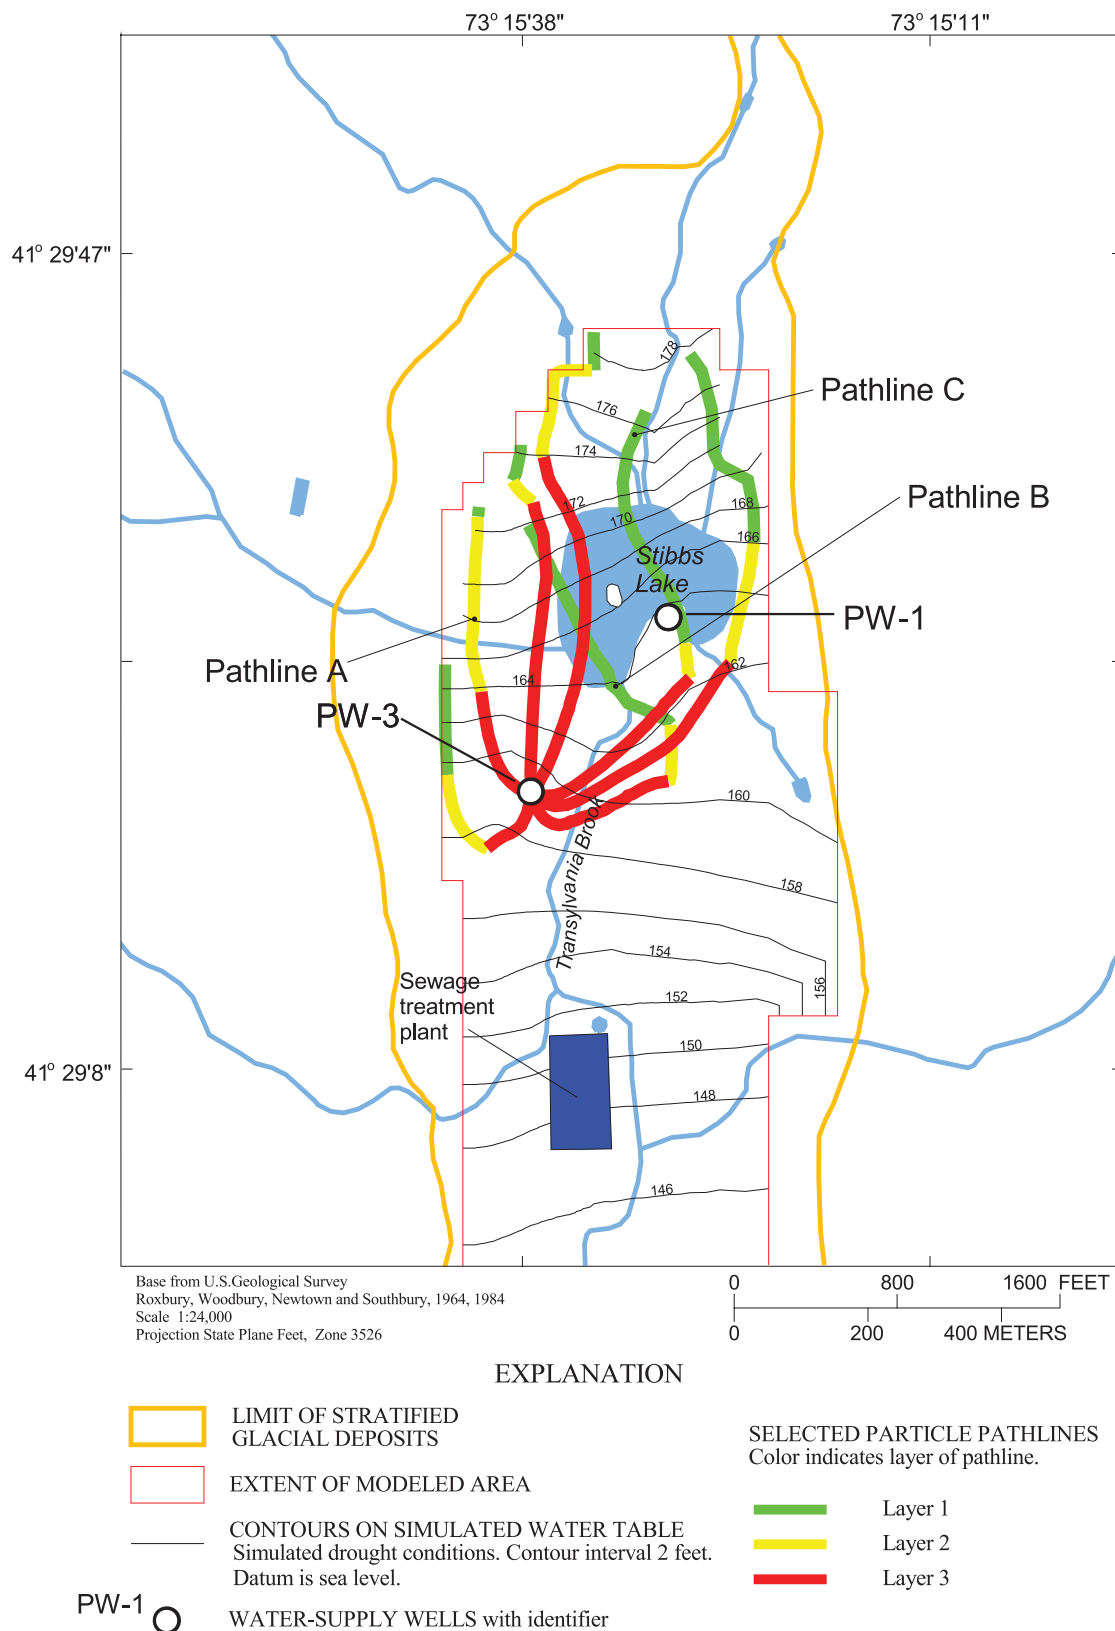 73° 15'38"
73° 15'11"
41° 29'47"
178
Pathline C
176
174
Pathline B
172
170
168
166
Stibbs
Lake
PW-1
Pathline A
162
164
PW-3
160
Transylvania Brook
158
154
156
Sewage
treatment
plant
152
150
41° 29'8"
148
146
Base from U.S.Geological Survey
Roxbury, Woodbury, Newtown and Southbury, 1964, 1984
Scale 1:24,000
Projection State Plane Feet, Zone 3526
0 800 1600 FEET
0 200 400 METERS
EXPLANATION
LIMIT OF STRATIFIED
GLACIAL DEPOSITS
EXTENT OF MODELED AREA
CONTOURS ON SIMULATED WATER TABLE
Simulated drought conditions. Contour interval 2 feet.
Datum is sea level.
PW-1
WATER-SUPPLY WELLS with identifier
SELECTED PARTICLE PATHLINES
Color indicates layer of pathline.
Layer 1
Layer 2
Layer 3